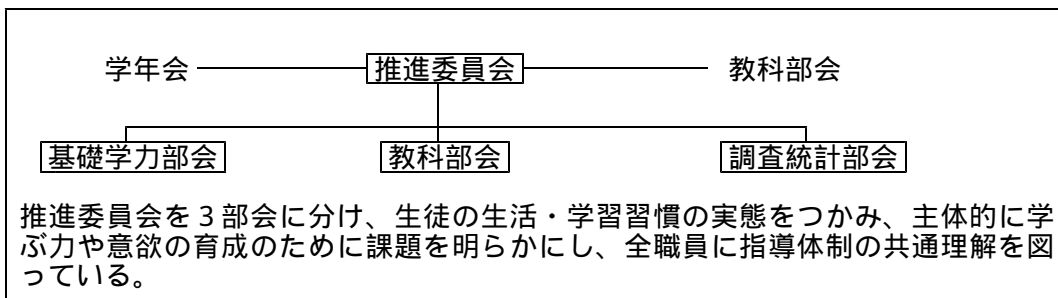 学年会 推進委員会 教科部会
基礎学力部会 教科部会 調査統計部会
推進委員会を３部会に分け、生徒の生活・学習習慣の実態をつかみ、主体的に学
ぶ力や意欲の育成のために課題を明らかにし、全職員に指導体制の共通理解を図
っている。